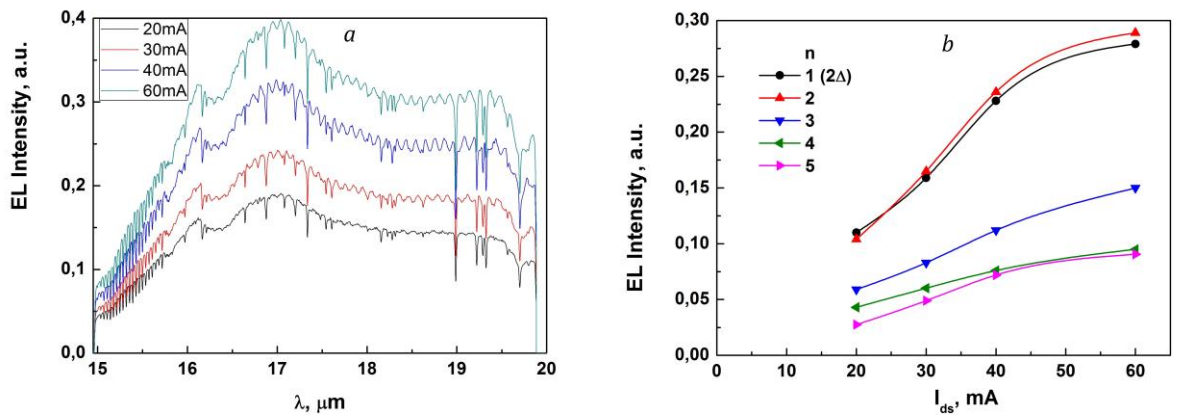 a
20mA
30mA
40mA
60mA
0,4
0,3
0,2
0,1
0,0
EL Intensity, a.u.
15 16 17 18 19 20
λ, μm
b
n
1 (2Δ)
2
3
4
5
0,30
0,25
0,20
0,15
0,10
0,05
0,00
EL Intensity, a.u.
0 10 20 30 40 50 60
I_ds, mA